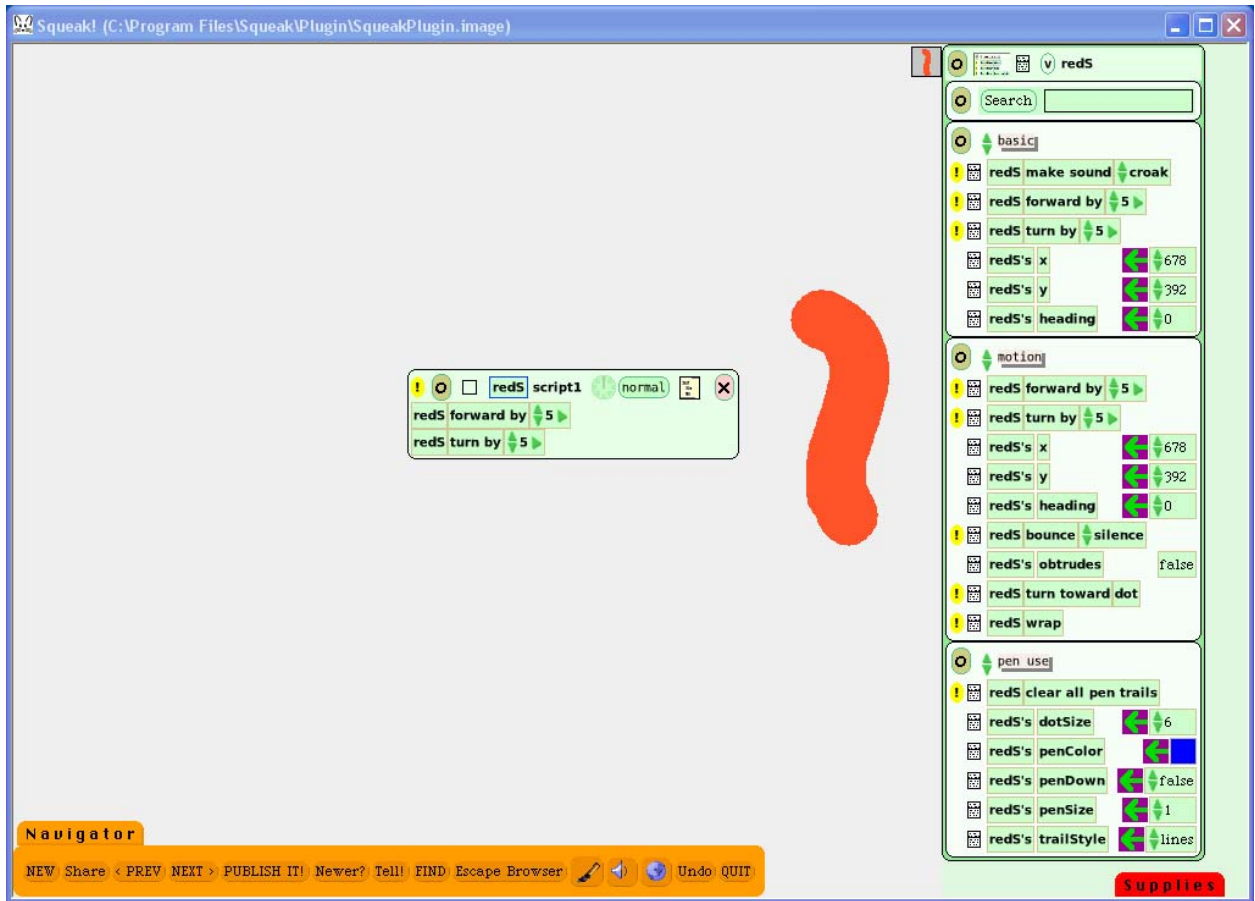 Squeak! (C:\Program Files\Squeak\Plugin\SqueakPlugin.image)
v redS
Search
basic
! redS make sound croak
! redS forward by 5
! redS turn by 5
redS's x 678
redS's y 392
redS's heading 0
motion
! redS forward by 5
! redS turn by 5
redS's x 678
redS's y 392
redS's heading 0
! redS bounce silence
redS's obtrudes false
! redS turn toward dot
! redS wrap
pen use
! redS clear all pen trails
redS's dotSize 6
redS's penColor
redS's penDown false
redS's penSize 1
redS's trailStyle lines
! redS script1 normal
redS forward by 5
redS turn by 5
Navigator
NEW Share < PREV NEXT > PUBLISH IT! Newer? Tell! FIND Escape Browser Undo QUIT
Supplies